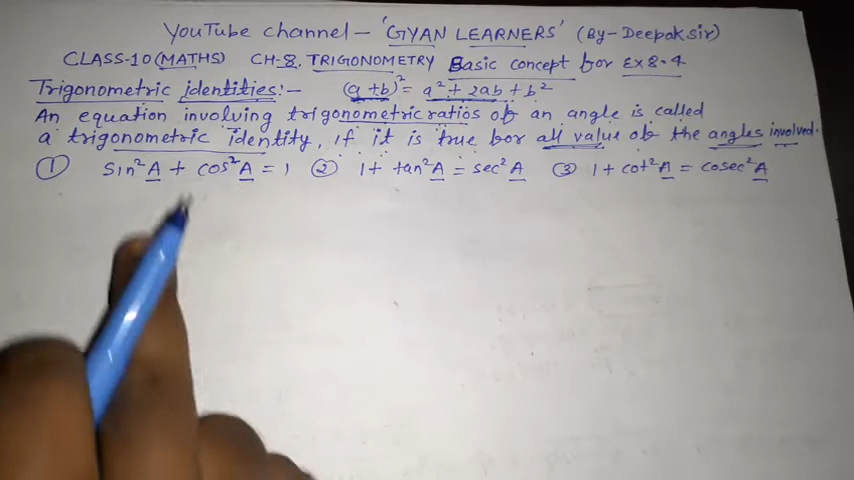 YouTube channel - 'GYAN LEARNERS' (By-Deepak sir)
CLASS-10 (MATHS) CH-8, TRIGONOMETRY Basic concept for Ex 8.4
Trigonometric identities:- (a+b)² = a² + 2ab + b²
An equation involving trigonometric ratios of an angle is called
a trigonometric identity, if it is true for all value of the angles involved.
① sin²A + cos²A = 1 ② 1 + tan²A = sec²A ③ 1 + cot²A = cosec²A